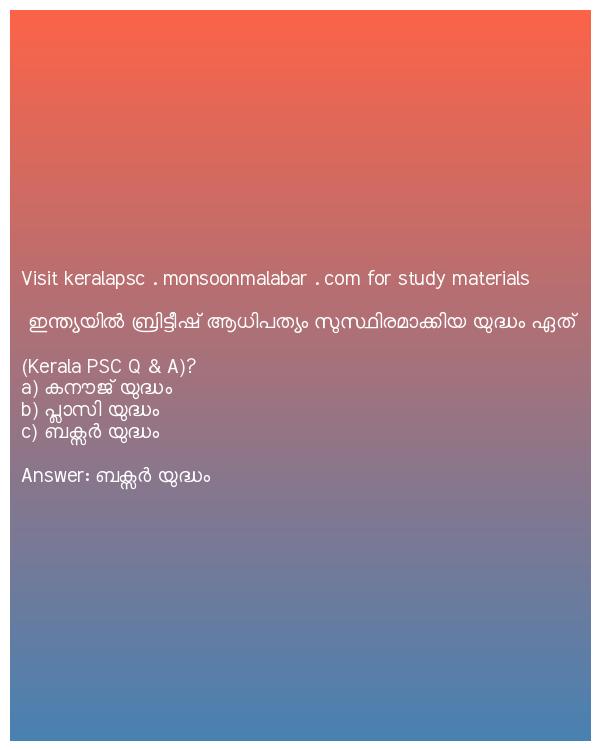 Visit keralapsc . monsoonmalabar . com for study materials
ഇന്ത്യയിൽ ബ്രിട്ടീഷ് ആധിപത്യം സുസ്ഥിരമാക്കിയ യുദ്ധം ഏത്
(Kerala PSC Q & A)?
a) കനൗജ് യുദ്ധം
b) പ്ലാസി യുദ്ധം
c) ബക്സർ യുദ്ധം
Answer: ബക്സർ യുദ്ധം